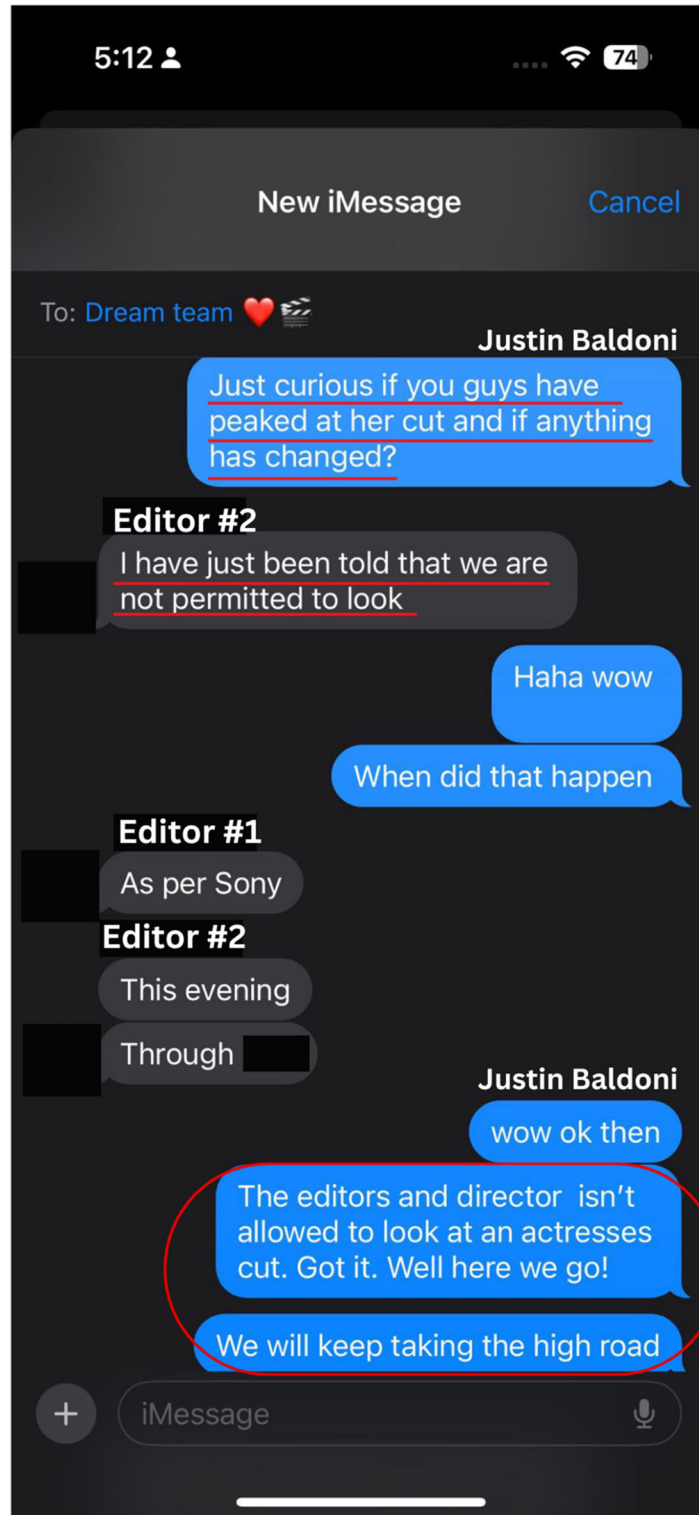 5:12
74
New iMessage
Cancel
To: Dream team ❤️🎬
Justin Baldoni
Just curious if you guys have
peaked at her cut and if anything
has changed?
Editor #2
I have just been told that we are
not permitted to look
Haha wow
When did that happen
Editor #1
As per Sony
Editor #2
This evening
Through
Justin Baldoni
wow ok then
The editors and director  isn't
allowed to look at an actresses
cut. Got it. Well here we go!
We will keep taking the high road
iMessage